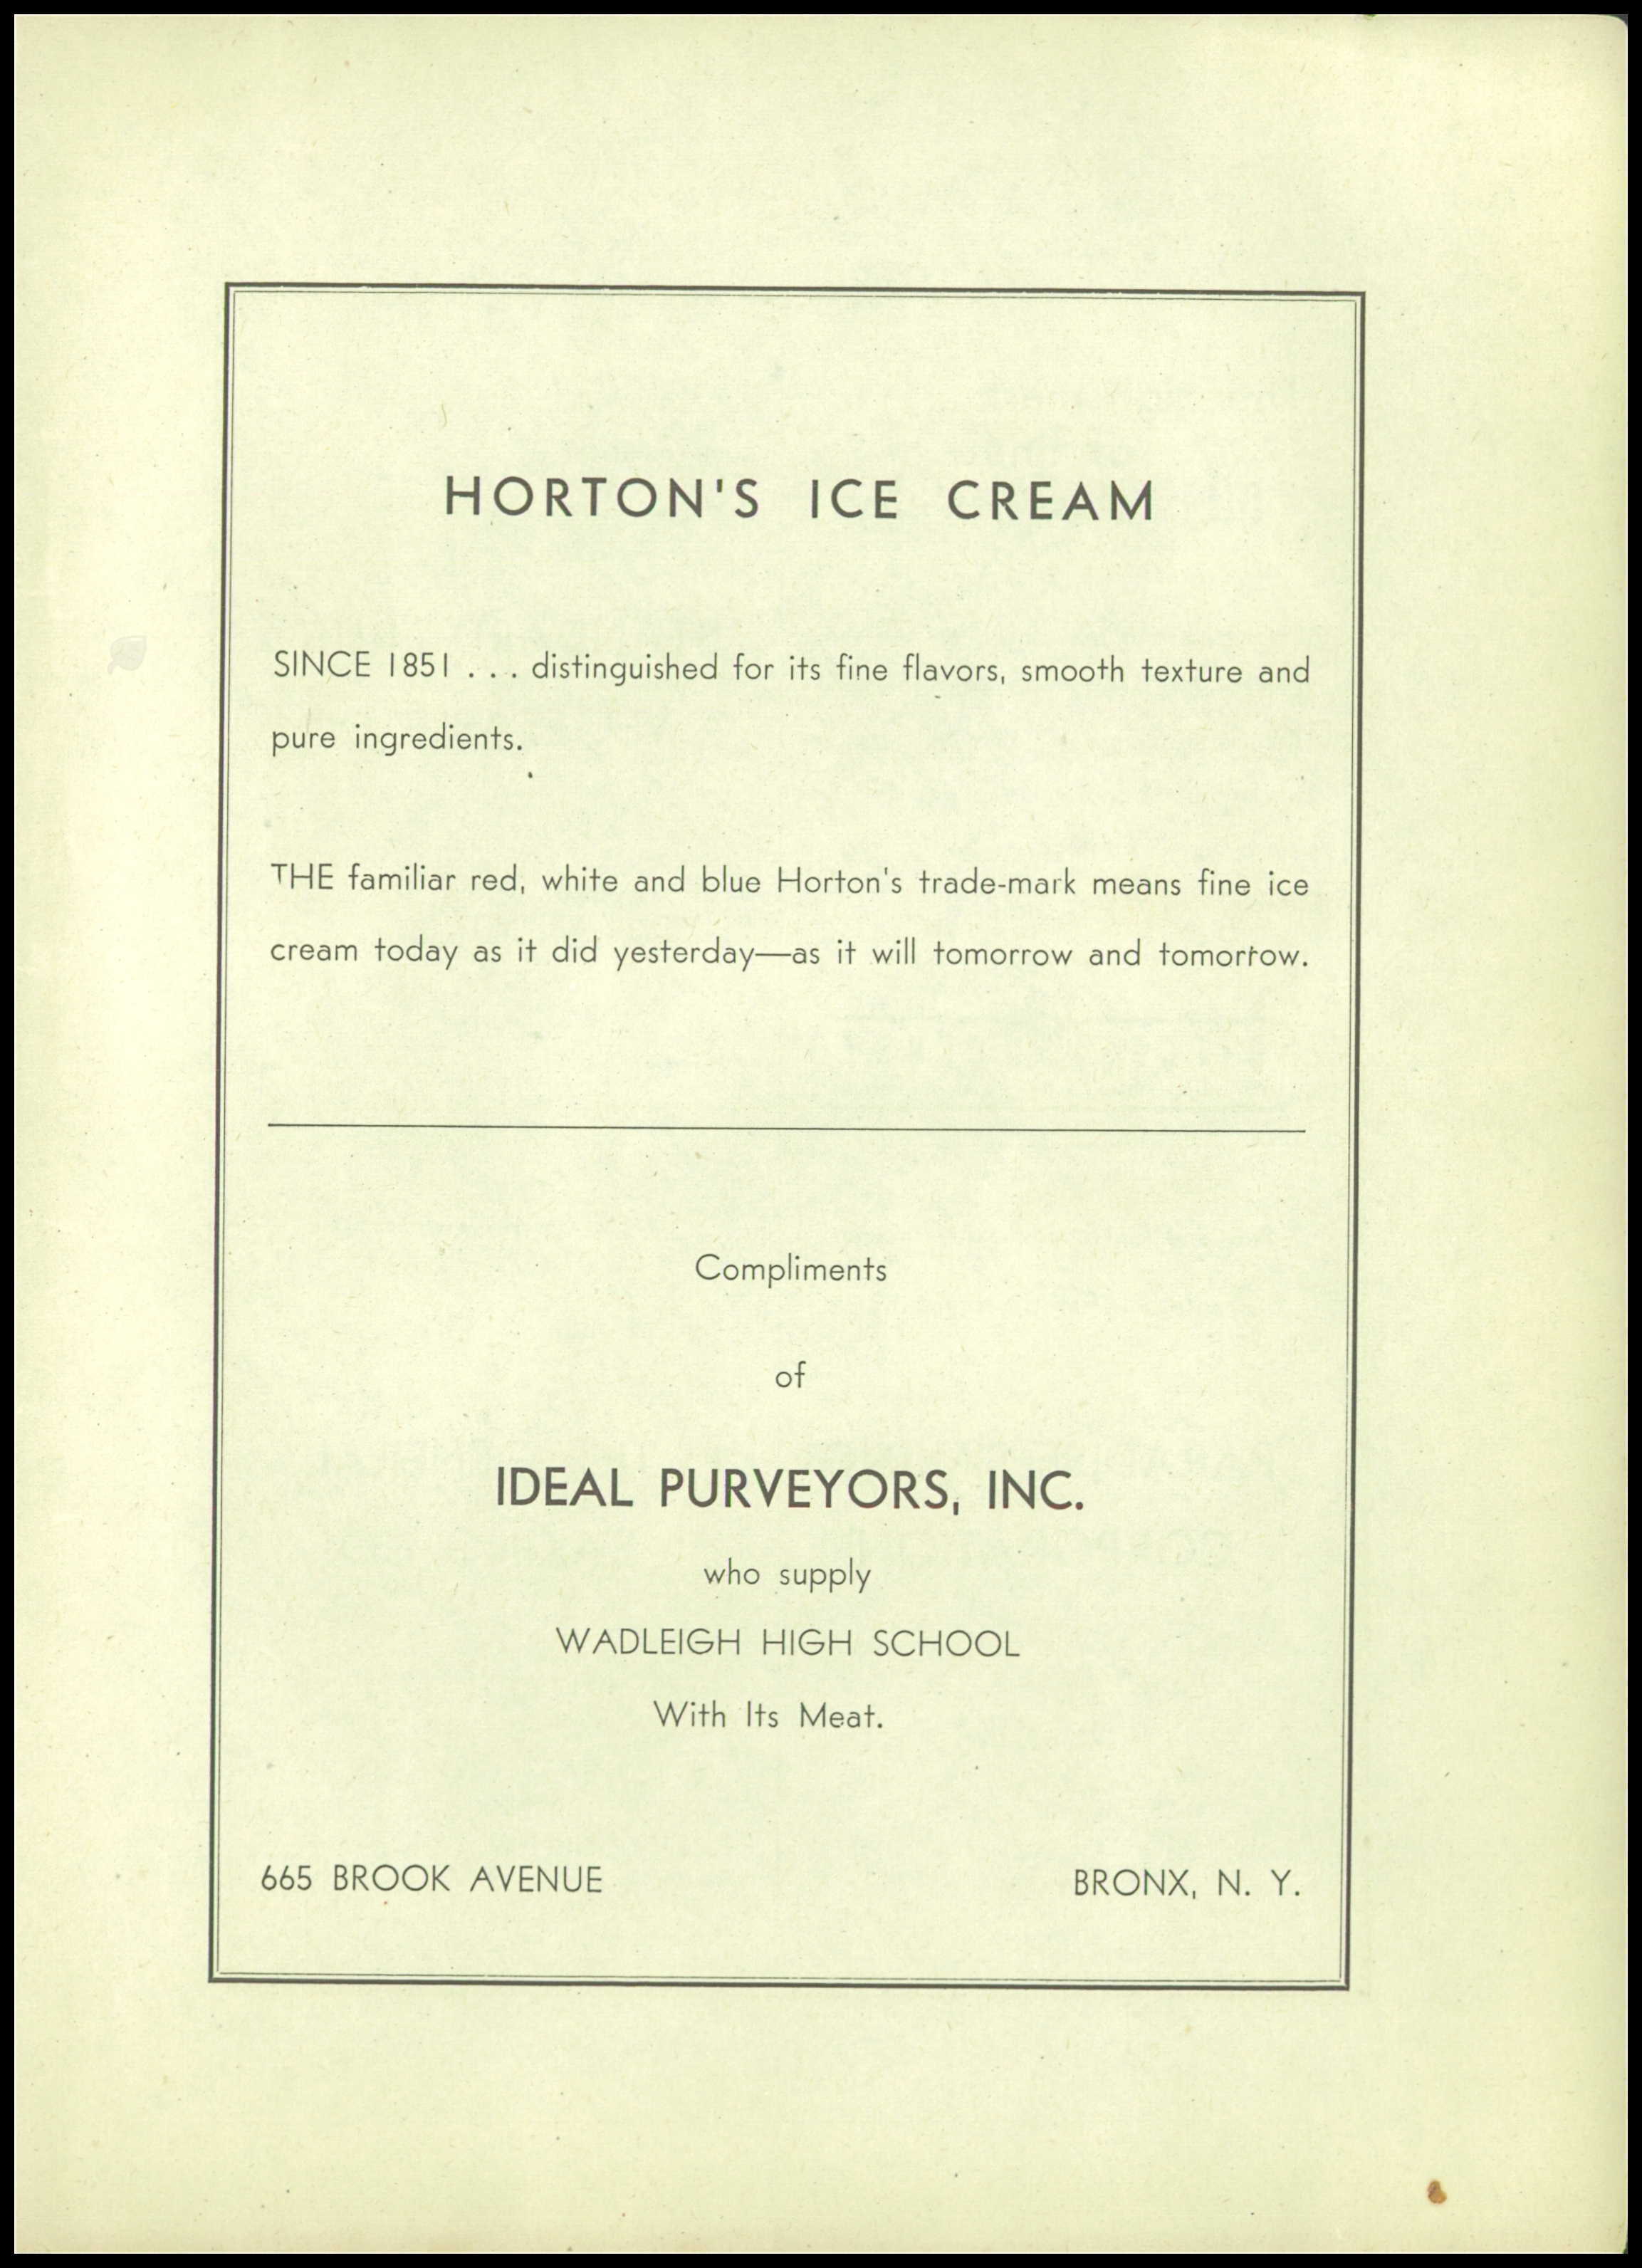 HORTON'S ICE CREAM
SINCE 1851 . . . distinguished for its fine flavors, smooth texture and
pure ingredients.
THE familiar red, white and blue Horton's trade-mark means fine ice
cream today as it did yesterday—as it will tomorrow and tomorrow.
Compliments
of
IDEAL PURVEYORS, INC.
who supply
WADLEIGH HIGH SCHOOL
With Its Meat.
665 BROOK AVENUE BRONX, N. Y.